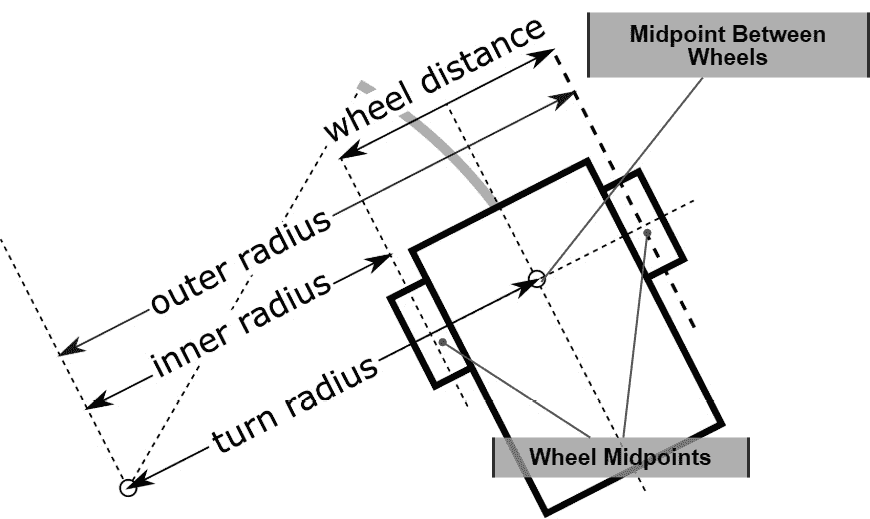 wheel distance
Midpoint Between
Wheels
outer radius
inner radius
turn radius
Wheel Midpoints